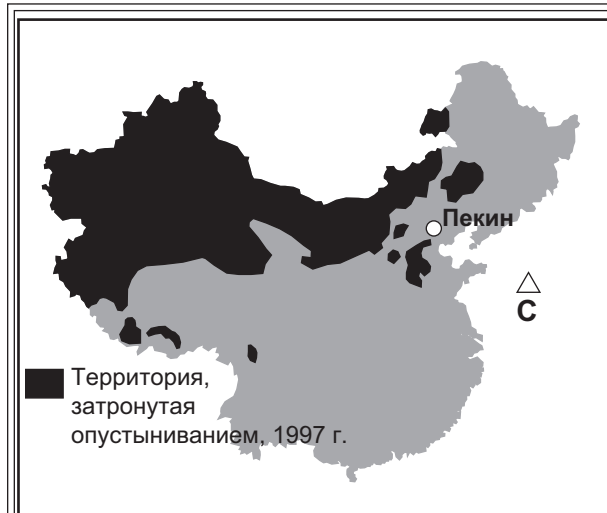 Пекин
С
Территория,
затронутая
опустыниванием, 1997 г.